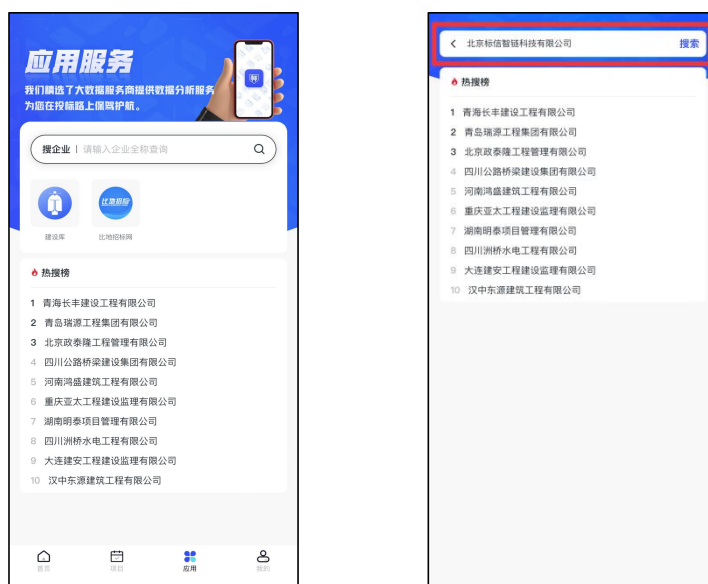 应用服务
我们精选了大数据服务商提供数据分析服务
为您在投标路上保驾护航。
搜企业 | 请输入企业全称查询
比地招标
建设库
比地招标网
热搜榜
1 青海长丰建设工程有限公司
2 青岛瑞源工程集团有限公司
3 北京政泰隆工程管理有限公司
4 四川公路桥梁建设集团有限公司
5 河南鸿盛建筑工程有限公司
6 重庆亚太工程建设监理有限公司
7 湖南明泰项目管理有限公司
8 四川洲桥水电工程有限公司
9 大连建安工程建设监理有限公司
10 汉中东源建筑工程有限公司
首页
项目
应用
我的
北京标信智链科技有限公司 搜索
热搜榜
1 青海长丰建设工程有限公司
2 青岛瑞源工程集团有限公司
3 北京政泰隆工程管理有限公司
4 四川公路桥梁建设集团有限公司
5 河南鸿盛建筑工程有限公司
6 重庆亚太工程建设监理有限公司
7 湖南明泰项目管理有限公司
8 四川洲桥水电工程有限公司
9 大连建安工程建设监理有限公司
10 汉中东源建筑工程有限公司